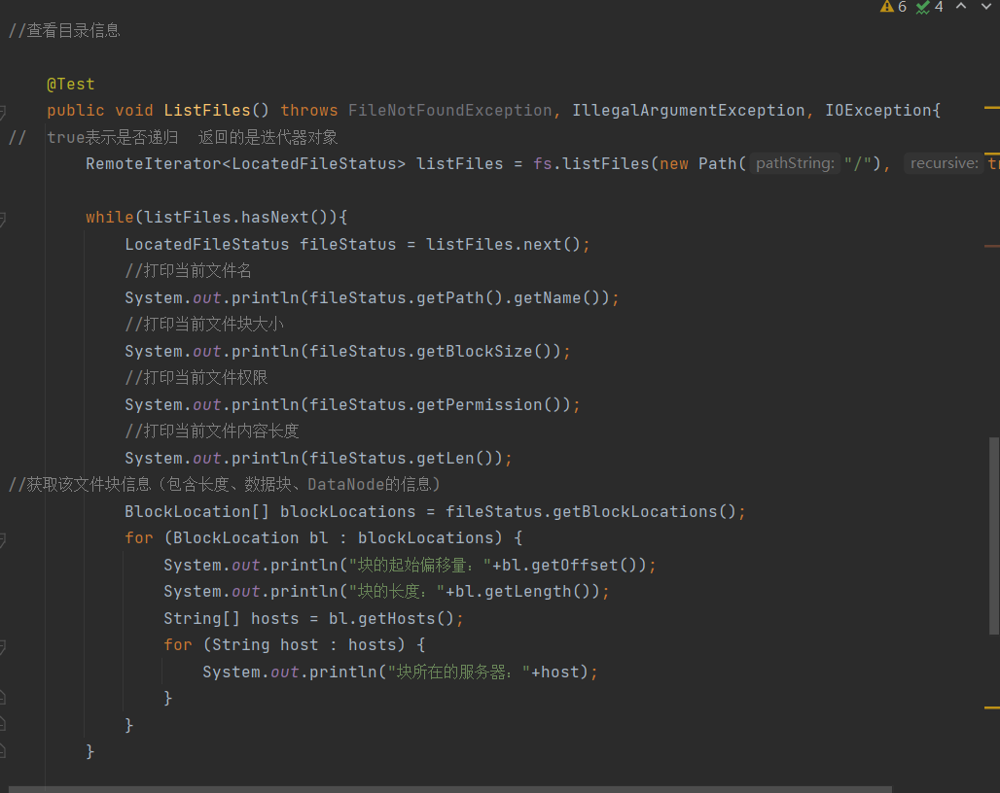 6 4
//查看目录信息
@Test
public void ListFiles() throws FileNotFoundException, IllegalArgumentException, IOException{
// true表示是否递归 返回的是迭代器对象
RemoteIterator<LocatedFileStatus> listFiles = fs.listFiles(new Path( pathString: "/"), recursive:
while(listFiles.hasNext()){
LocatedFileStatus fileStatus = listFiles.next();
//打印当前文件名
System.out.println(fileStatus.getPath().getName());
//打印当前文件块大小
System.out.println(fileStatus.getBlockSize());
//打印当前文件权限
System.out.println(fileStatus.getPermission());
//打印当前文件内容长度
System.out.println(fileStatus.getLen());
//获取该文件块信息（包含长度、数据块、DataNode的信息）
BlockLocation[] blockLocations = fileStatus.getBlockLocations();
for (BlockLocation bl : blockLocations) {
System.out.println("块的起始偏移量："+bl.getOffset());
System.out.println("块的长度："+bl.getLength());
String[] hosts = bl.getHosts();
for (String host : hosts) {
System.out.println("块所在的服务器："+host);
}
}
}